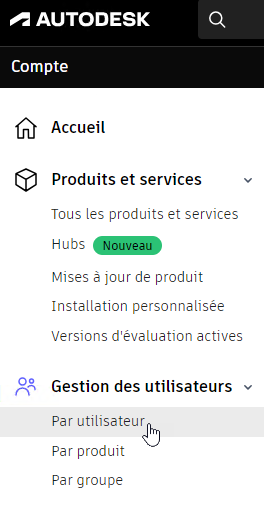 AUTODESK
Compte
Accueil
Produits et services
Tous les produits et services
Hubs Nouveau
Mises à jour de produit
Installation personnalisée
Versions d'évaluation actives
Gestion des utilisateurs
Par utilisateur
Par produit
Par groupe